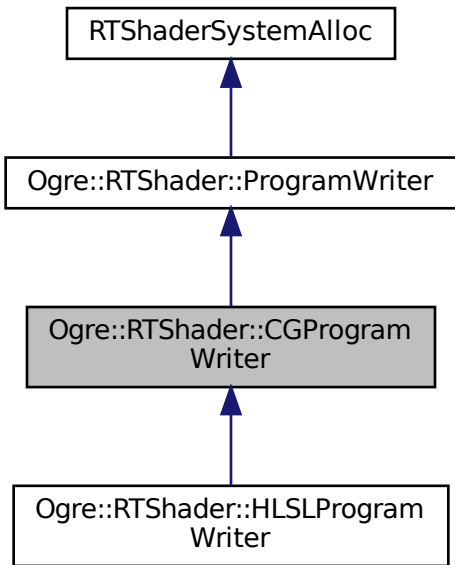 RTShaderSystemAlloc
Ogre::RTShader::ProgramWriter
Ogre::RTShader::CGProgram
Writer
Ogre::RTShader::HLSLProgram
Writer